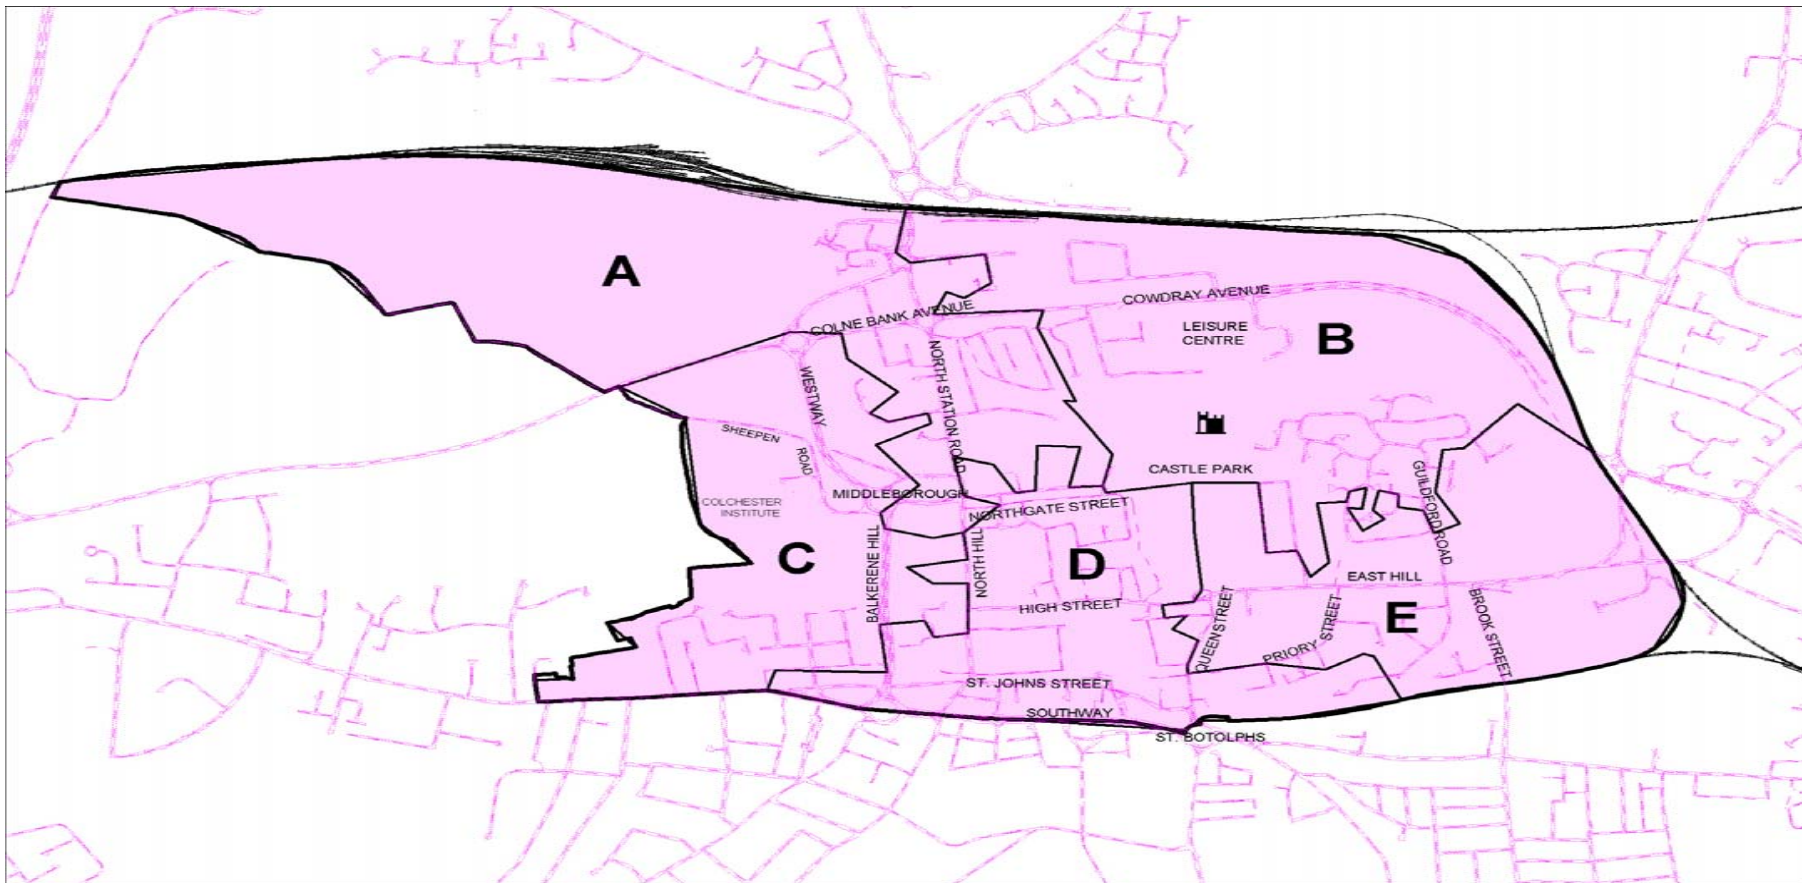 A
COLNE BANK AVENUE
COWDRAY AVENUE
LEISURE
CENTRE
B
WESTWAY
NORTH STATION ROAD
SHEEPEN
ROAD
CASTLE PARK
GUILDFORD ROAD
COLCHESTER
INSTITUTE
MIDDLEBOROUGH
NORTHGATE STREET
C
BALKERENE HILL
NORTH HILL
D
EAST HILL
HIGH STREET
QUEEN STREET
PRIORY STREET
E
BROOK STREET
ST. JOHNS STREET
SOUTHWAY
ST. BOTOLPHS